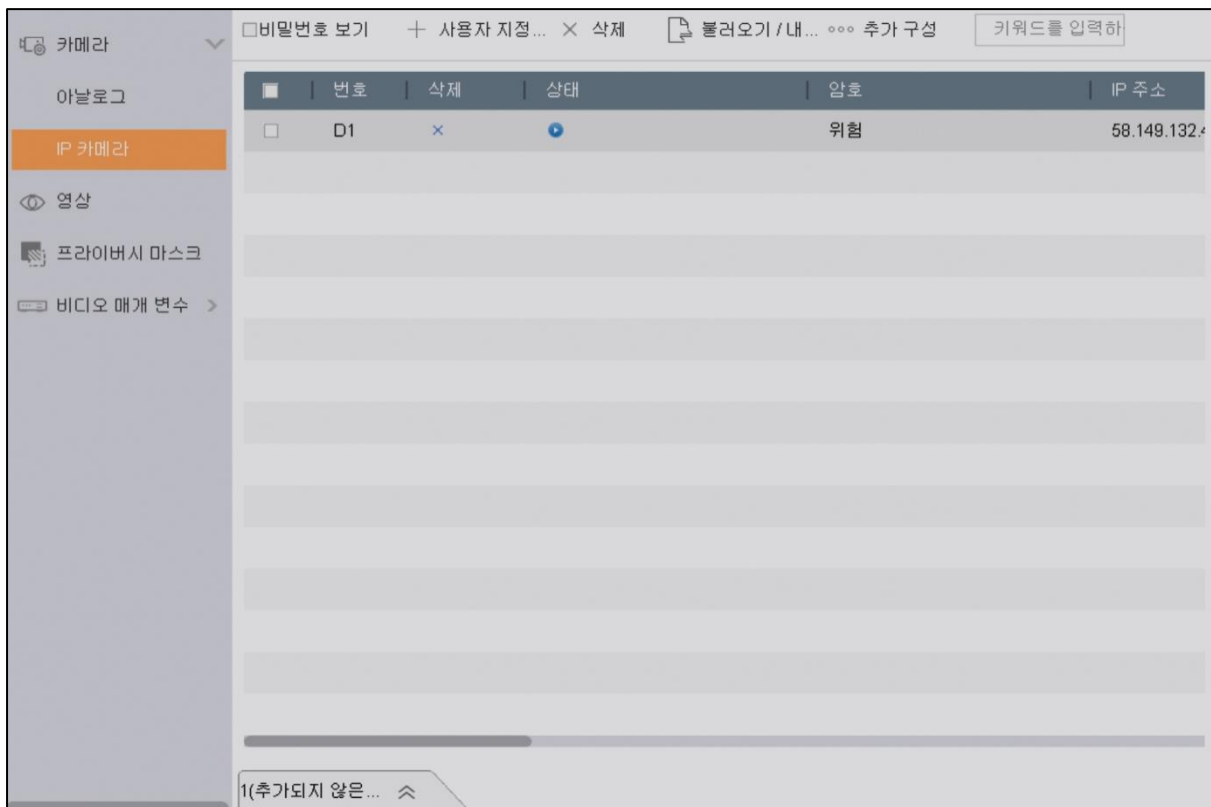 카메라
아날로그
IP 카메라
영상
프라이버시 마스크
비디오 매개 변수
비밀번호 보기 사용자 지정... 삭제 불러오기 / 내... 추가 구성 키워드를 입력하
번호 삭제 상태 암호 IP 주소
D1 위험 58.149.132.4
1(추가되지 않은...